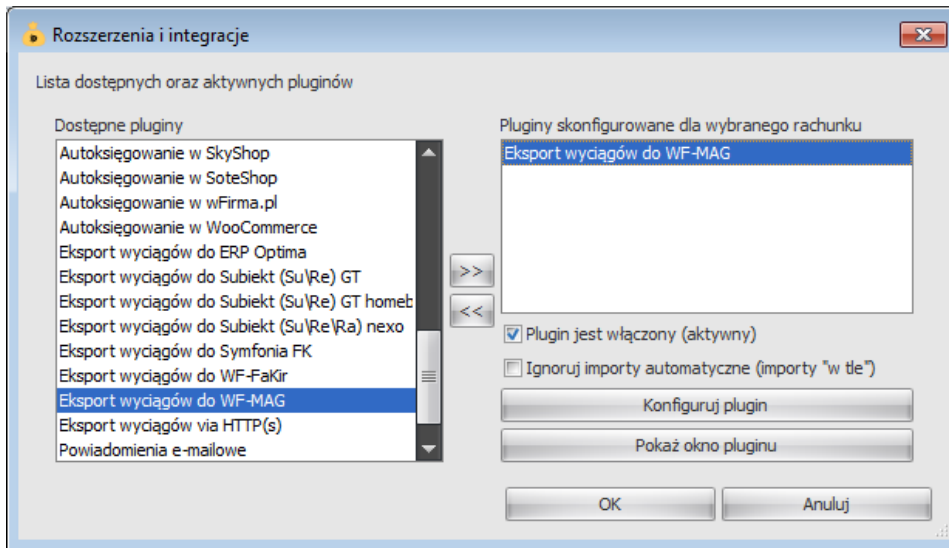 Rozszerzenia i integracje
Lista dostępnych oraz aktywnych pluginów
Dostępne pluginy
Autoksięgowanie w SkyShop
Autoksięgowanie w SoteShop
Autoksięgowanie w wFirma.pl
Autoksięgowanie w WooCommerce
Eksport wyciągów do ERP Optima
Eksport wyciągów do Subiekt (Su\Re) GT
Eksport wyciągów do Subiekt (Su\Re) GT homeb
Eksport wyciągów do Subiekt (Su\Re\Ra) nexo
Eksport wyciągów do Symfonia FK
Eksport wyciągów do WF-FaKir
Eksport wyciągów do WF-MAG
Eksport wyciągów via HTTP(s)
Powiadomienia e-mailowe
>>
<<
Pluginy skonfigurowane dla wybranego rachunku
Eksport wyciągów do WF-MAG
Plugin jest włączony (aktywny)
Ignoruj importy automatyczne (importy "w tle")
Konfiguruj plugin
Pokaż okno pluginu
OK
Anuluj